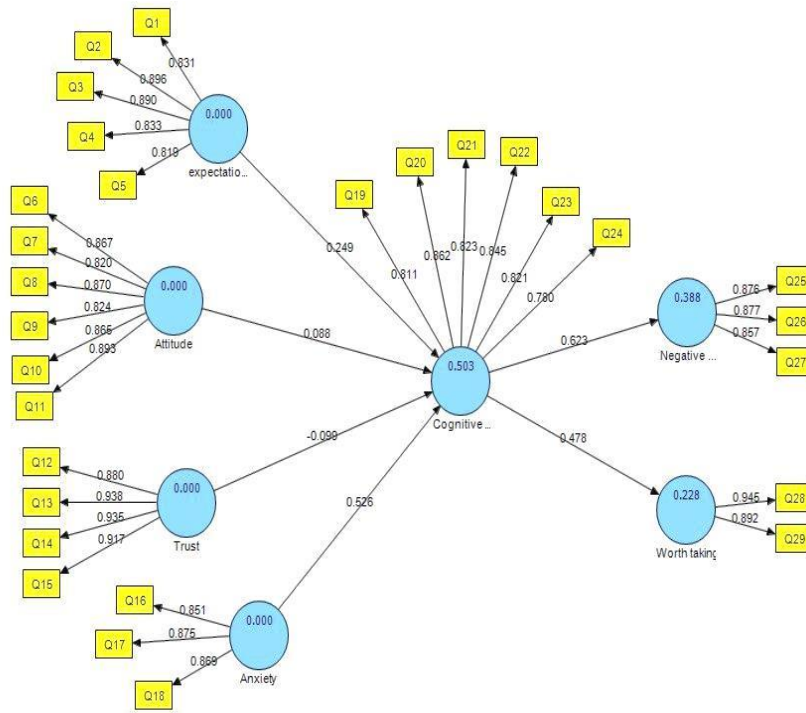 Q1
Q2
Q3
Q4
Q5
0.831
0.896
0.890
0.833
0.819
0.000
expectatio...
0.249
Q6
Q7
Q8
Q9
Q10
Q11
0.867
0.820
0.870
0.824
0.865
0.893
0.000
Attitude
0.088
Q12
Q13
Q14
Q15
0.880
0.938
0.935
0.917
0.000
Trust
-0.099
Q16
Q17
Q18
0.851
0.875
0.869
0.000
Anxiety
0.526
Q19
Q20
Q21
Q22
Q23
Q24
0.811
0.862
0.823
0.845
0.821
0.780
0.503
Cognitive...
0.623
0.478
0.388
Negative ...
0.876
0.877
0.857
Q25
Q26
Q27
0.228
Worth taking
0.945
0.892
Q28
Q29